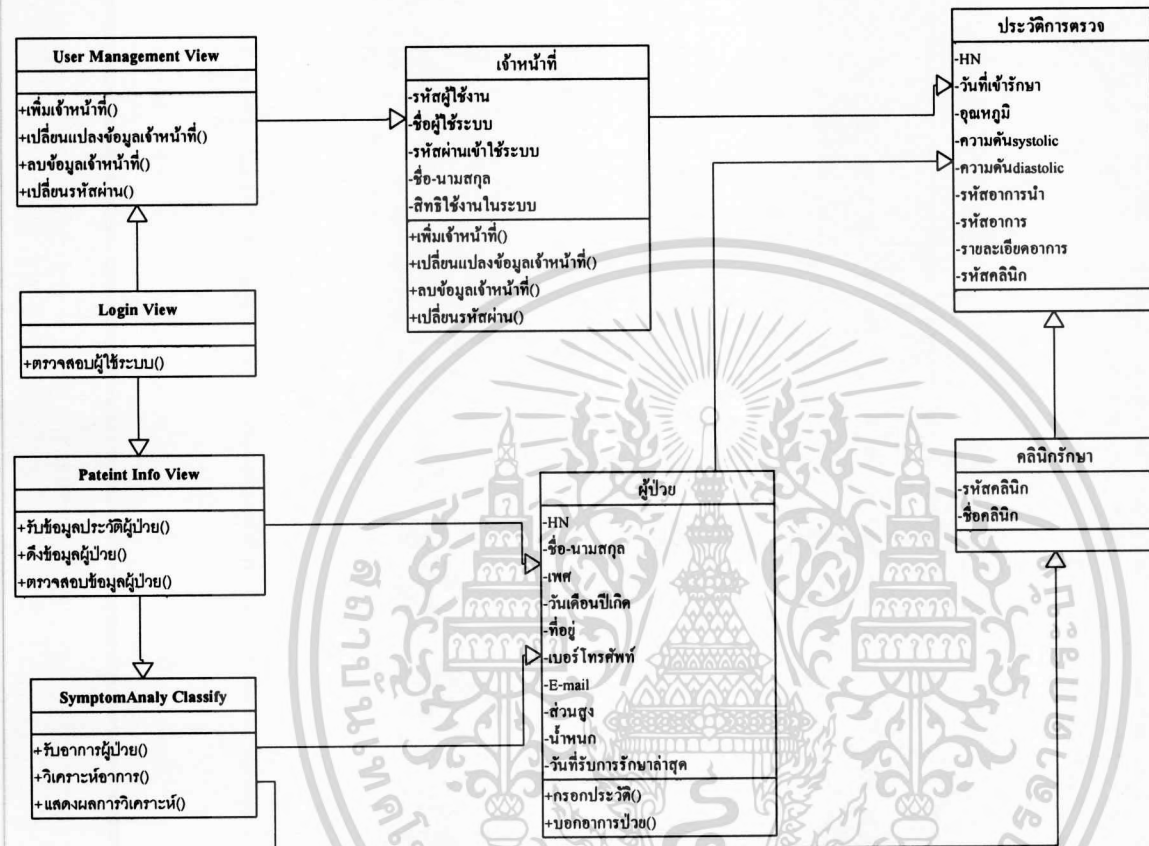 User Management View
+เพิ่มเจ้าหน้าที่()
+เปลี่ยนแปลงข้อมูลเจ้าหน้าที่()
+ลบข้อมูลเจ้าหน้าที่()
+เปลี่ยนรหัสผ่าน()
Login View
+ตรวจสอบผู้ใช้ระบบ()
Pateint Info View
+รับข้อมูลประวัติผู้ป่วย()
+ดึงข้อมูลผู้ป่วย()
+ตรวจสอบข้อมูลผู้ป่วย()
SymptomAnaly Classify
+รับอาการผู้ป่วย()
+วิเคราะห์อาการ()
+แสดงผลการวิเคราะห์()
เจ้าหน้าที่
-รหัสผู้ใช้งาน
-ชื่อผู้ใช้ระบบ
-รหัสผ่านเข้าใช้ระบบ
-ชื่อ-นามสกุล
-สิทธิใช้งานในระบบ
+เพิ่มเจ้าหน้าที่()
+เปลี่ยนแปลงข้อมูลเจ้าหน้าที่()
+ลบข้อมูลเจ้าหน้าที่()
+เปลี่ยนรหัสผ่าน()
ผู้ป่วย
-HN
-ชื่อ-นามสกุล
-เพศ
-วันเดือนปีเกิด
-ที่อยู่
-เบอร์โทรศัพท์
-E-mail
-ส่วนสูง
-น้ำหนก
-วันที่รับการรักษาล่าสุด
+กรอกประวัติ()
+บอกอาการป่วย()
ประวัติการตรวจ
-HN
-วันที่เข้ารักษา
-อุณหภูมิ
-ความดันsystolic
-ความดันdiastolic
-รหัสอาการนำ
-รหัสอาการ
-รายละเอียดอาการ
-รหัสคลินิก
คลินิกรักษา
-รหัสคลินิก
-ชื่อคลินิก